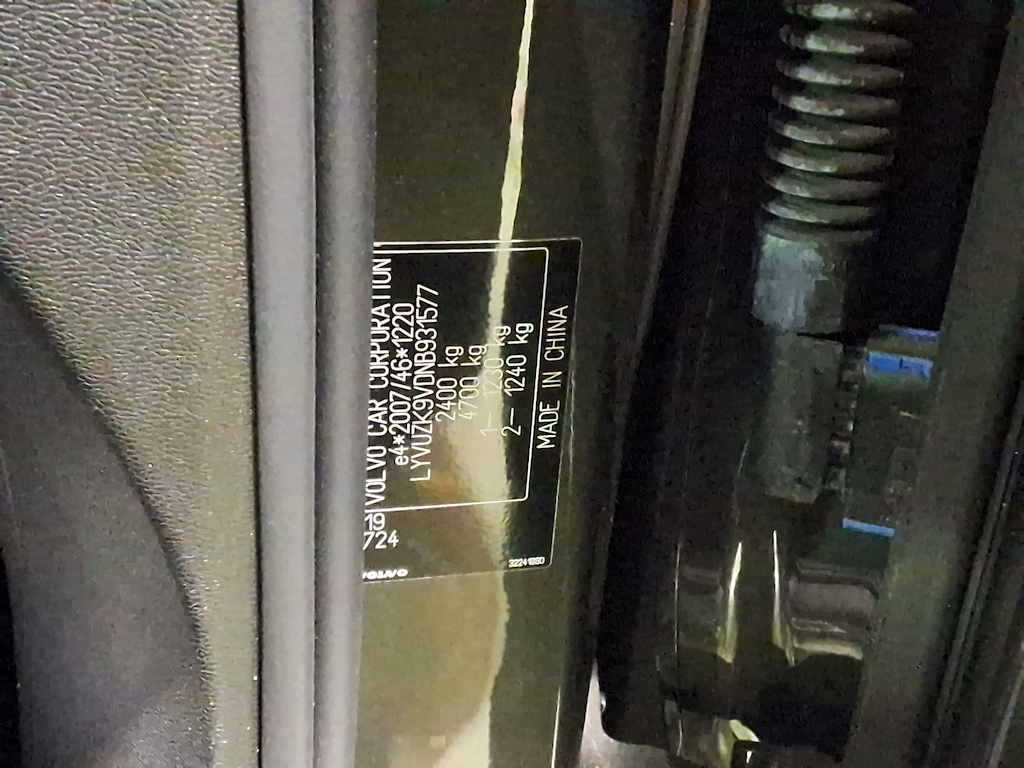 VOLVO CAR CORPORATION
e4*2007/46*1220
LYVUZK9VDNB931577
2400 kg
4700 kg
1– 1230 kg
2– 1240 kg
MADE IN CHINA
19
724
VOLVO